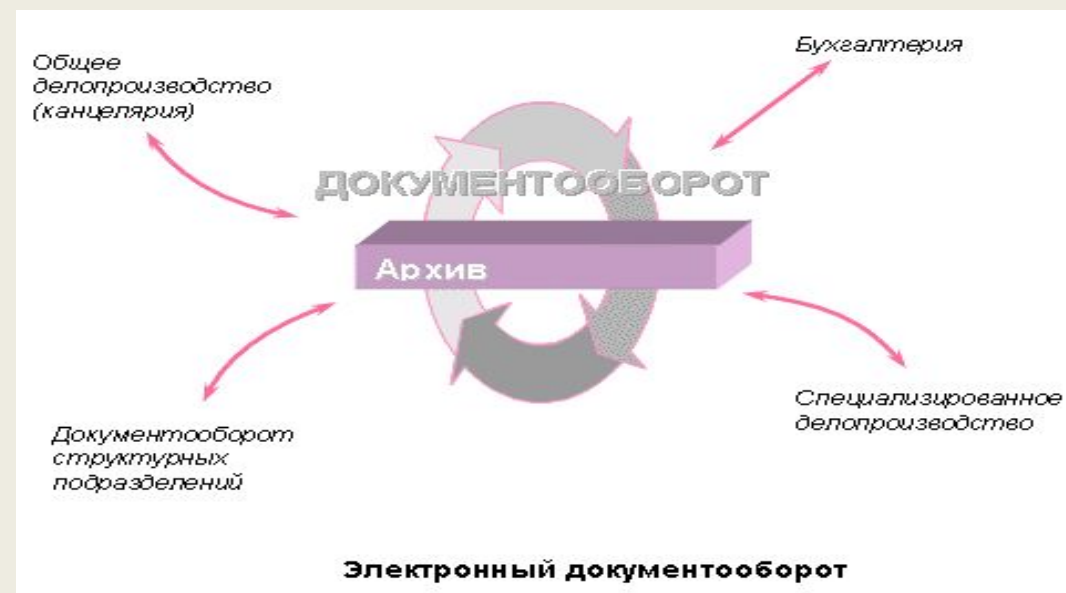 Общее
делопроизводство
(канцелярия)
Бухгалтерия
ДОКУМЕНТООБОРОТ
Архив
Документооборот
структурных
подразделений
Специализированное
делопроизводство
Электронный документооборот